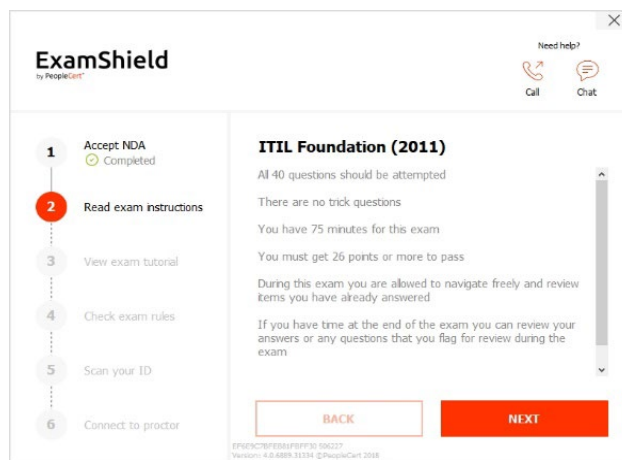 Need help?
ExamShield
by PeopleCert
Call
Chat
1
Accept NDA
Completed
2
Read exam instructions
3
View exam tutorial
4
Check exam rules
5
Scan your ID
6
Connect to proctor
ITIL Foundation (2011)
All 40 questions should be attempted
There are no trick questions
You have 75 minutes for this exam
You must get 26 points or more to pass
During this exam you are allowed to navigate freely and review
items you have already answered
If you have time at the end of the exam you can review your
answers or any questions that you flag for review during the
exam
BACK
NEXT
©PeopleCert 2018